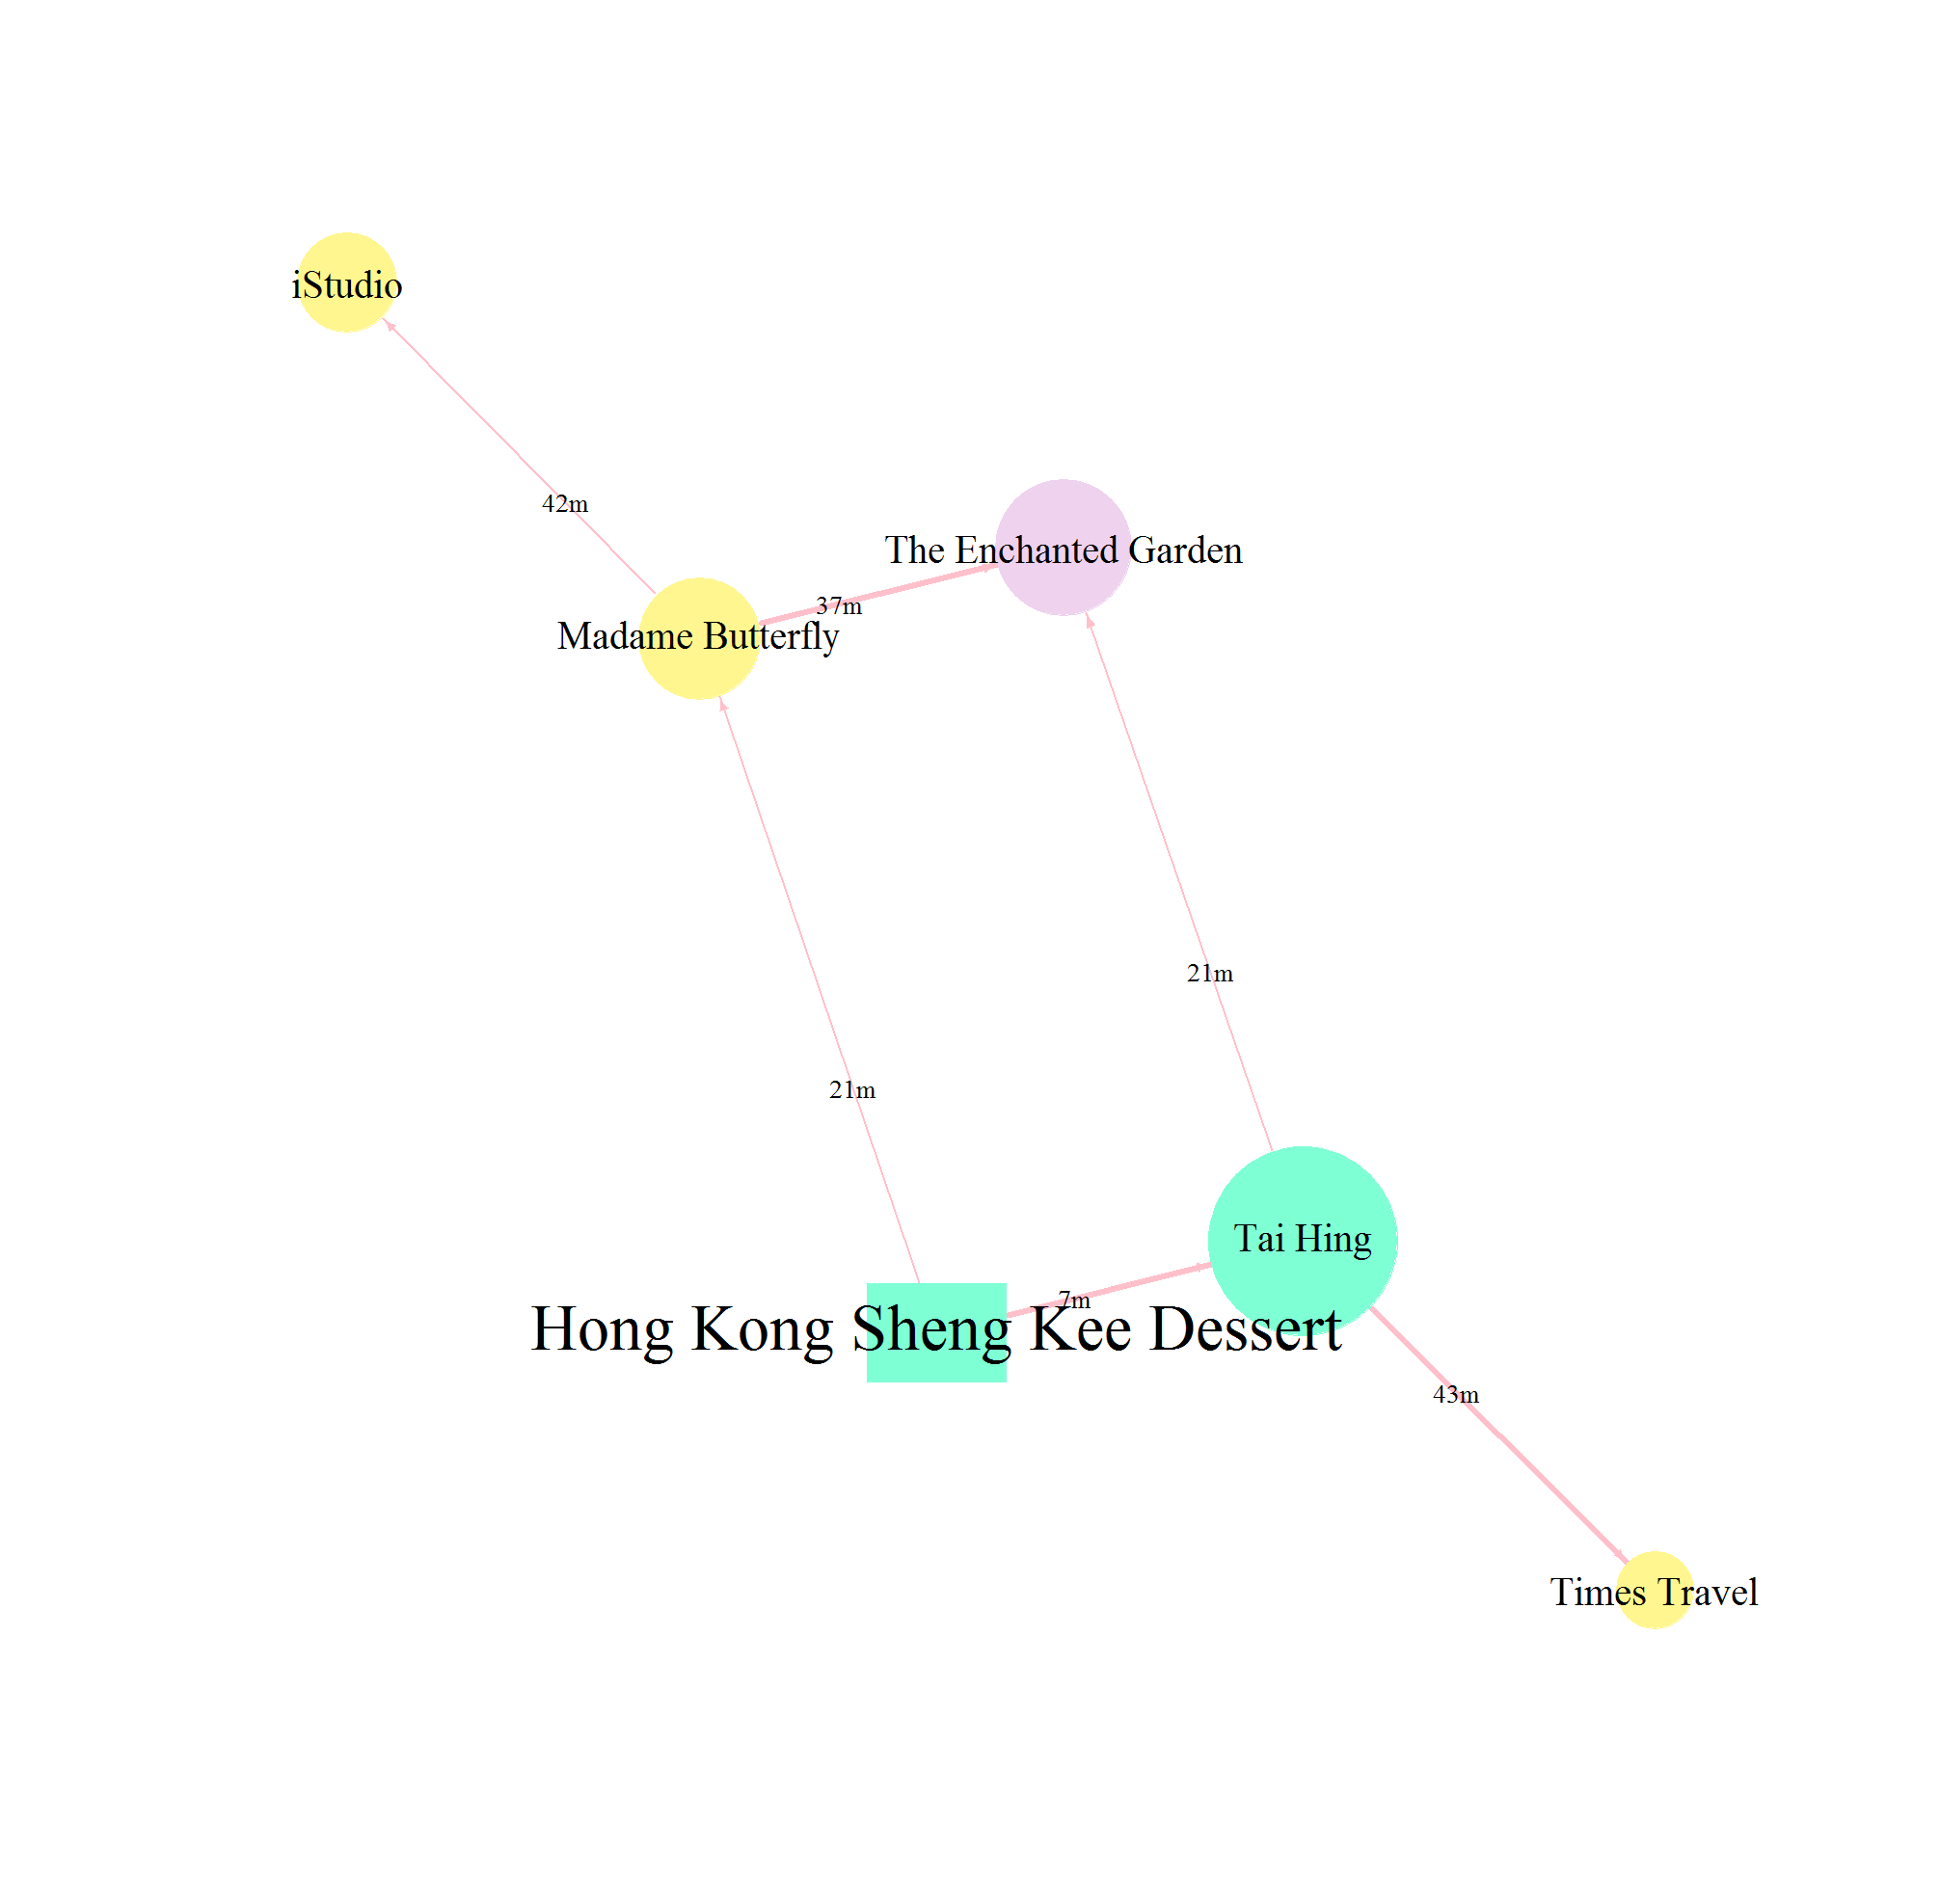 iStudio
42m
The Enchanted Garden
37m
Madame Butterfly
21m
21m
Tai Hing
7m
Hong Kong Sheng Kee Dessert
43m
Times Travel